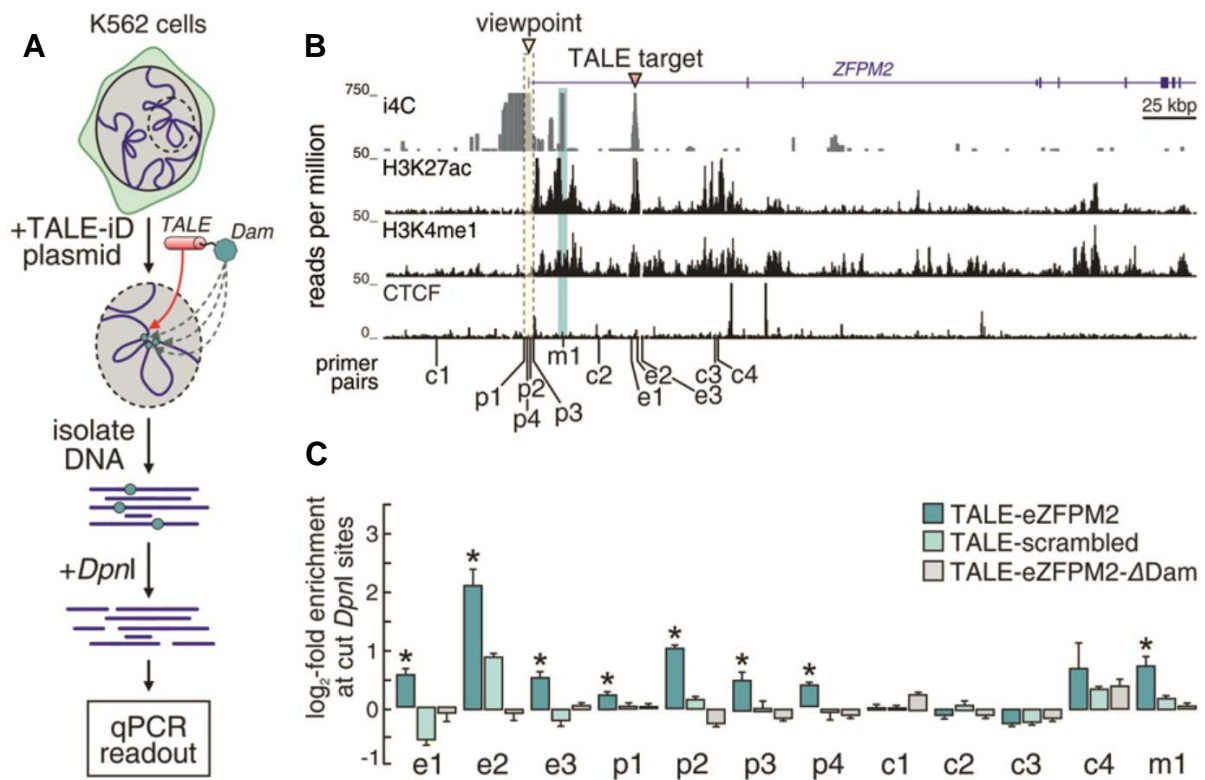 A
K562 cells
+TALE-iD
plasmid
TALE
Dam
isolate
DNA
+DpnI
qPCR
readout
B
viewpoint
TALE target
ZFPM2
25 kbp
reads per million
750
i4C
50
H3K27ac
50
H3K4me1
50
CTCF
0
primer
pairs
c1
p1
p2
p4
p3
m1
c2
e1
e2
e3
c3
c4
C
log2-fold enrichment
at cut DpnI sites
3
2
1
0
-1
TALE-eZFPM2
TALE-scrambled
TALE-eZFPM2-ΔDam
* * * * * * * *
e1 e2 e3 p1 p2 p3 p4 c1 c2 c3 c4 m1